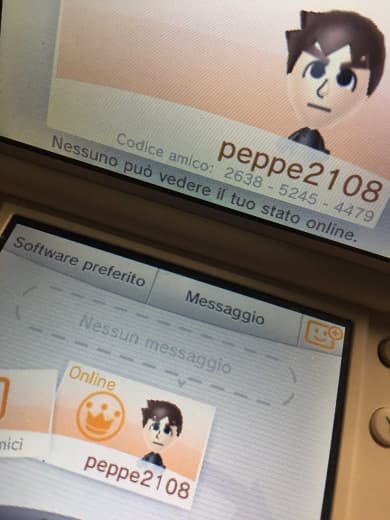 peppe2108
Codice amico: 2638 - 5245 - 4479
Nessuno può vedere il tuo stato online.
Software preferito
Messaggio
Nessun messaggio
Online
peppe2108